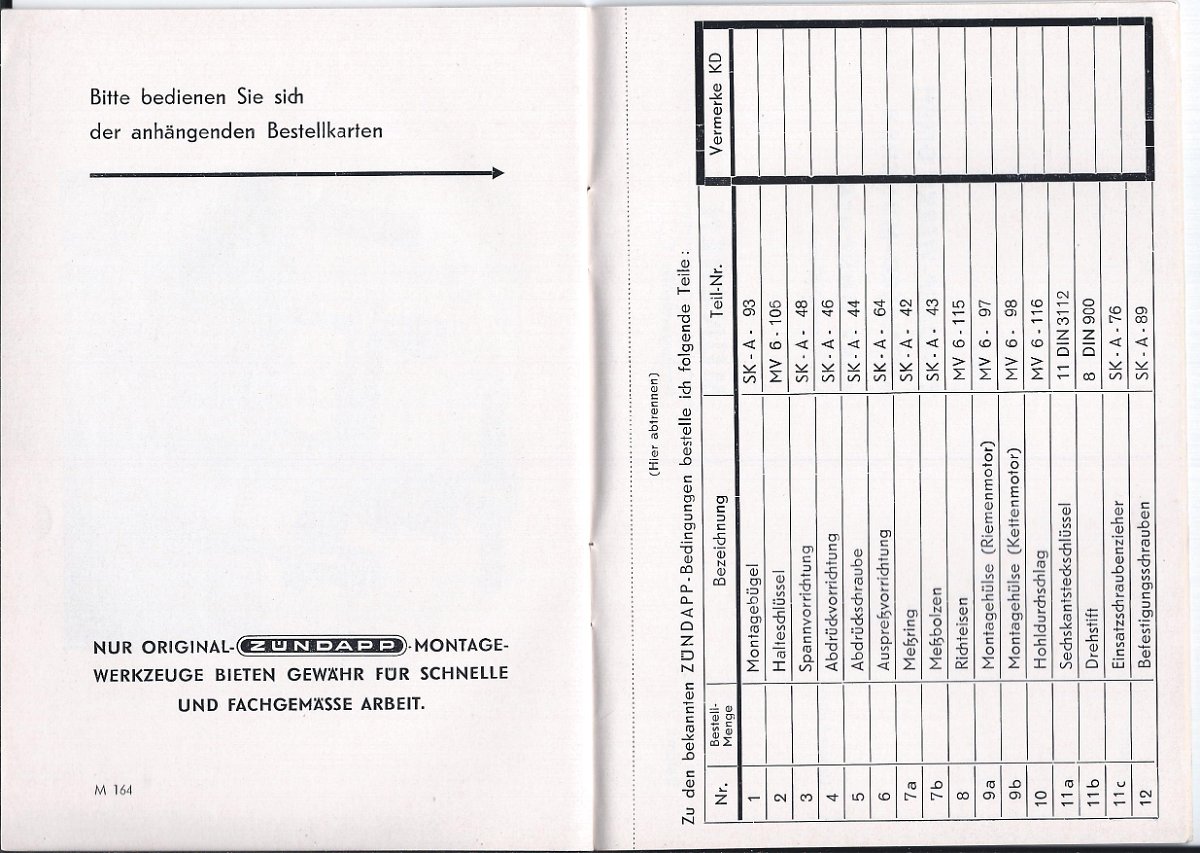 Bitte bedienen Sie sich
der anhängenden Bestellkarten
NUR ORIGINAL-ZÜNDAPP-MONTAGE-
WERKZEUGE BIETEN GEWÄHR FÜR SCHNELLE
UND FACHGEMÄSSE ARBEIT.
M 164
(Hier abtrennen)
Zu den bekannten ZÜNDAPP-Bedingungen bestelle ich folgende Teile:
Nr. Bestell-Menge Bezeichnung Teil-Nr. Vermerke KD
1 Montagebügel SK - A - 93
2 Halteschlüssel MV 6 - 106
3 Spannvorrichtung SK - A - 48
4 Abdrückvorrichtung SK - A - 46
5 Abdrückschraube SK - A - 44
6 Auspreßvorrichtung SK - A - 64
7a Meßring SK - A - 42
7b Meßbolzen SK - A - 43
8 Richteisen MV 6 - 115
9a Montagehülse (Riemenmotor) MV 6 - 97
9b Montagehülse (Kettenmotor) MV 6 - 98
10 Hohldurchschlag MV 6 - 116
11a Sechskantsteckschlüssel 11 DIN 3112
11b Drehstift 8 DIN 900
11c Einsatzschraubenzieher SK - A - 76
12 Befestigungsschrauben SK - A - 89